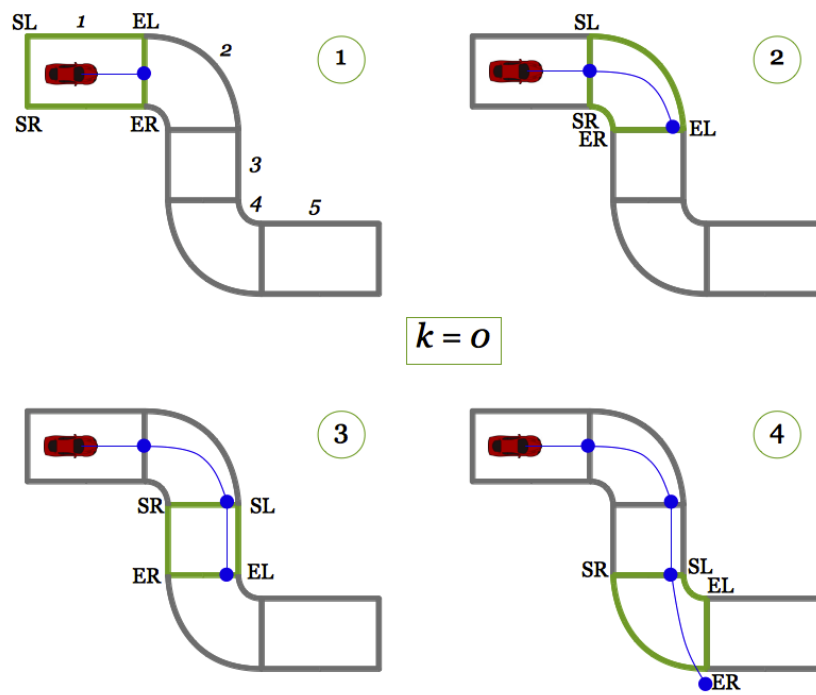 SL 1 EL
2
1
SR ER
3
4 5
SL
2
SR
ER EL
k = 0
3
SR SL
ER EL
4
SR SL
EL
ER